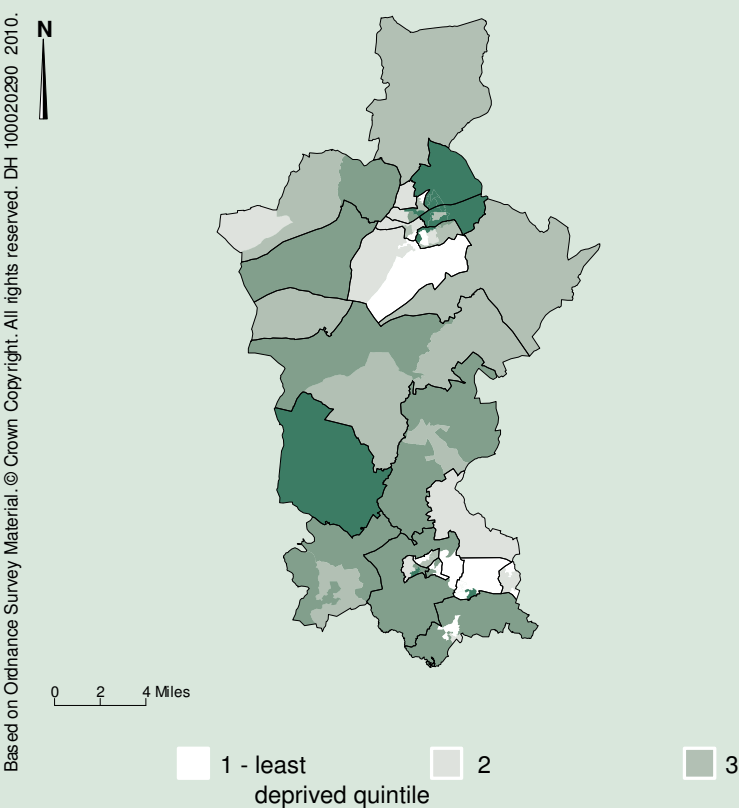 Based on Ordnance Survey Material. © Crown Copyright. All rights reserved. DH 100020290 2010.
N
0 2 4 Miles
1 - least
deprived quintile
2
3